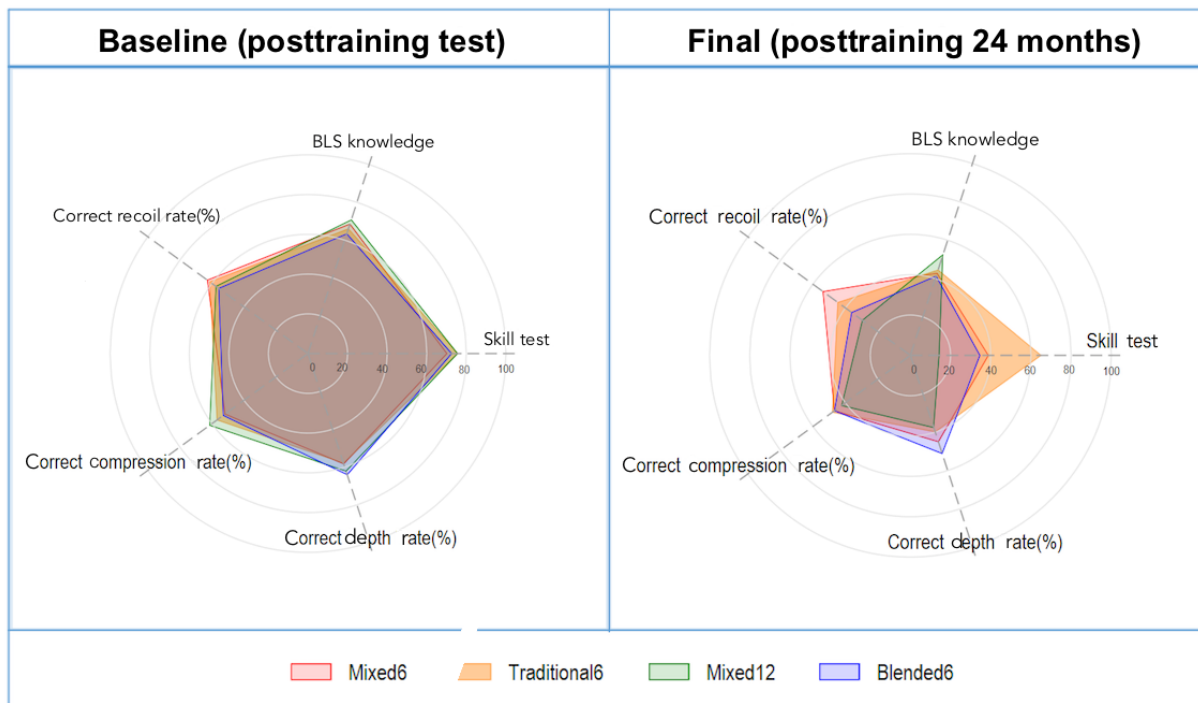 Baseline (posttraining test)
Final (posttraining 24 months)
BLS knowledge
Correct recoil rate(%)
Skill test
0 20 40 60 80 100
Correct compression rate(%)
Correct depth rate(%)
BLS knowledge
Correct recoil rate(%)
Skill test
0 20 40 60 80 100
Correct compression rate(%)
Correct depth rate(%)
Mixed6 Traditional6 Mixed12 Blended6